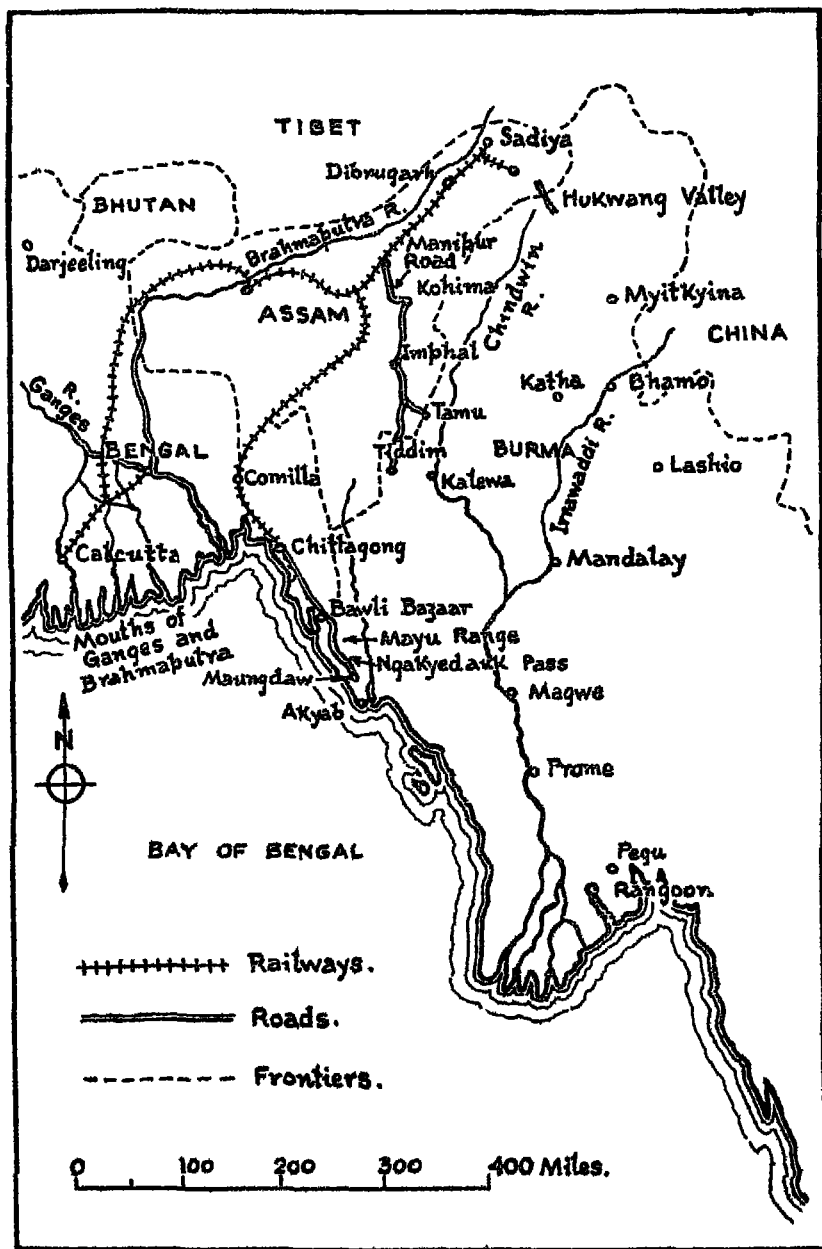 TIBET
Sadiya
Dibrugarh
BHUTAN
Hukwang Valley
Brahmabutra R.
Darjeeling
Manipur
Road
Kohima
Chindwin
R.
ASSAM
Myitkyina
CHINA
Imphal
Katha
Bhamo
R.
Ganges
Tamu
BENGAL
Tiddim
BURMA
Irrawaddi R.
Lashio
Comilla
Kalewa
Calcutta
Chittagong
Mandalay
Mouths of
Ganges and
Brahmabutra
Bawli Bazaar
Mayu Range
Ngakyedauk Pass
Maungdaw
Akyab
Magwe
N
Prome
BAY OF BENGAL
Pegu
Rangoon
Railways.
Roads.
Frontiers.
0 100 200 300 400 Miles.